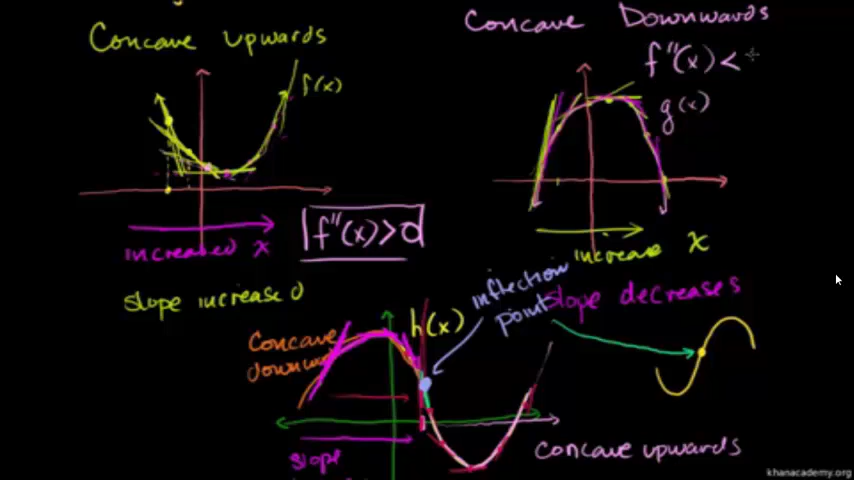 Concave Upwards
f(x)
increased x
f''(x)>0
slope increased
Concave Downwards
f''(x)<
g(x)
increase x
slope decreases
inflection
point
h(x)
Concave
downwa
slope
Concave upwards
khanacademy.org